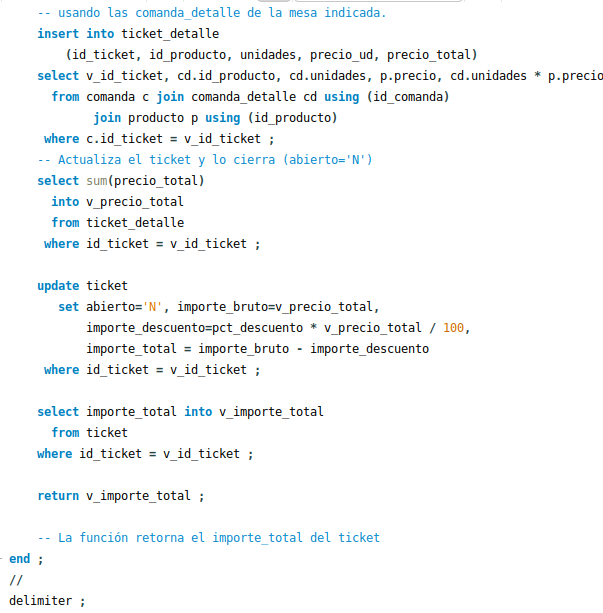 -- usando las comanda_detalle de la mesa indicada.
insert into ticket_detalle
(id_ticket, id_producto, unidades, precio_ud, precio_total)
select v_id_ticket, cd.id_producto, cd.unidades, p.precio, cd.unidades * p.precio
from comanda c join comanda_detalle cd using (id_comanda)
join producto p using (id_producto)
where c.id_ticket = v_id_ticket ;
-- Actualiza el ticket y lo cierra (abierto='N')
select sum(precio_total)
into v_precio_total
from ticket_detalle
where id_ticket = v_id_ticket ;
update ticket
set abierto='N', importe_bruto=v_precio_total,
importe_descuento=pct_descuento * v_precio_total / 100,
importe_total = importe_bruto - importe_descuento
where id_ticket = v_id_ticket ;
select importe_total into v_importe_total
from ticket
where id_ticket = v_id_ticket ;
return v_importe_total ;
-- La función retorna el importe_total del ticket
end ;
//
delimiter ;